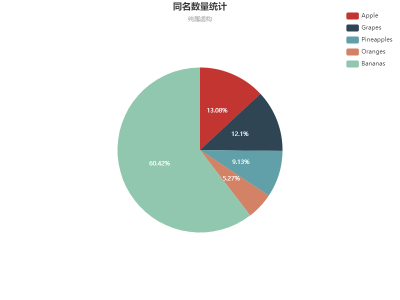 同名数量统计
纯属虚构
Apple
Grapes
Pineapples
Oranges
Bananas
13.08%
12.1%
9.13%
5.27%
60.42%